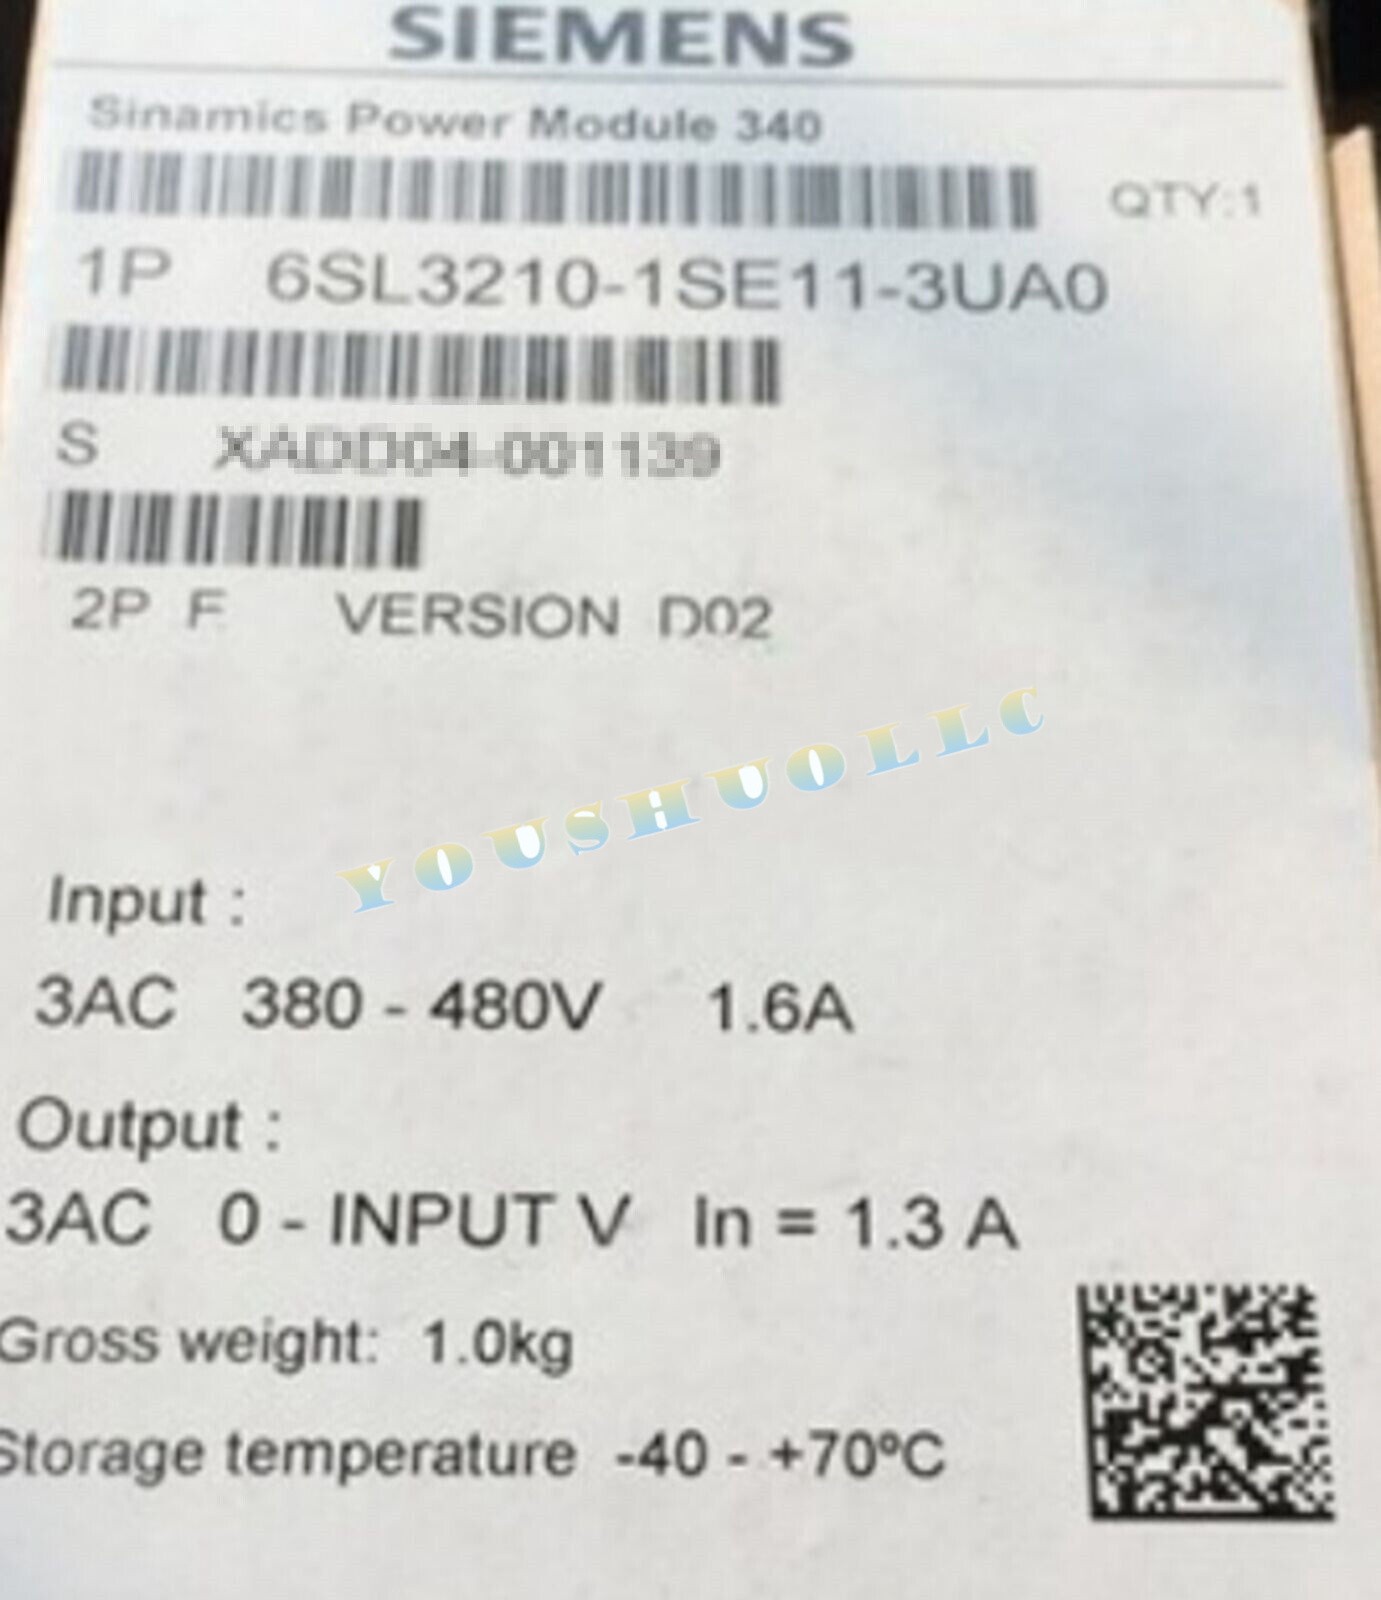 SIEMENS
Sinamics Power Module 340
QTY:1
1P 6SL3210-1SE11-3UA0
S XADD04-001139
2P F VERSION D02
YOUSHUOLLC
Input :
3AC 380 - 480V 1.6A
Output :
3AC 0 - INPUT V In = 1.3 A
Gross weight: 1.0kg
Storage temperature -40 - +70ºC